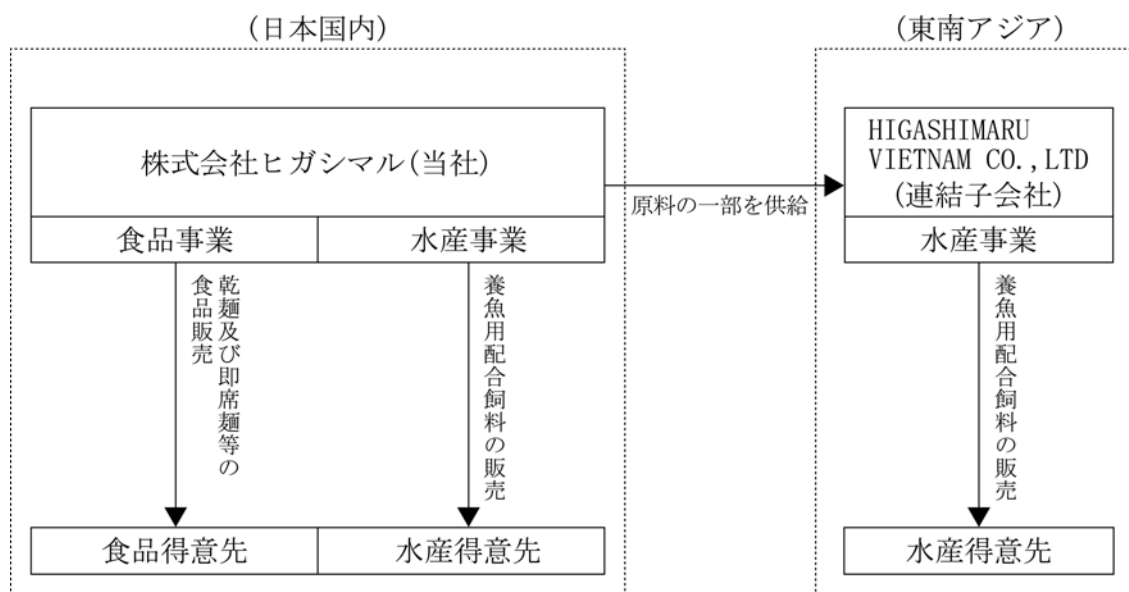 (日本国内)
(東南アジア)
株式会社ヒガシマル(当社)
HIGASHIMARU
VIETNAM CO.,LTD
(連結子会社)
原料の一部を供給
食品事業
水産事業
水産事業
乾麺及び即席麺等の
食品販売
養魚用配合飼料の販売
養魚用配合飼料の販売
食品得意先
水産得意先
水産得意先